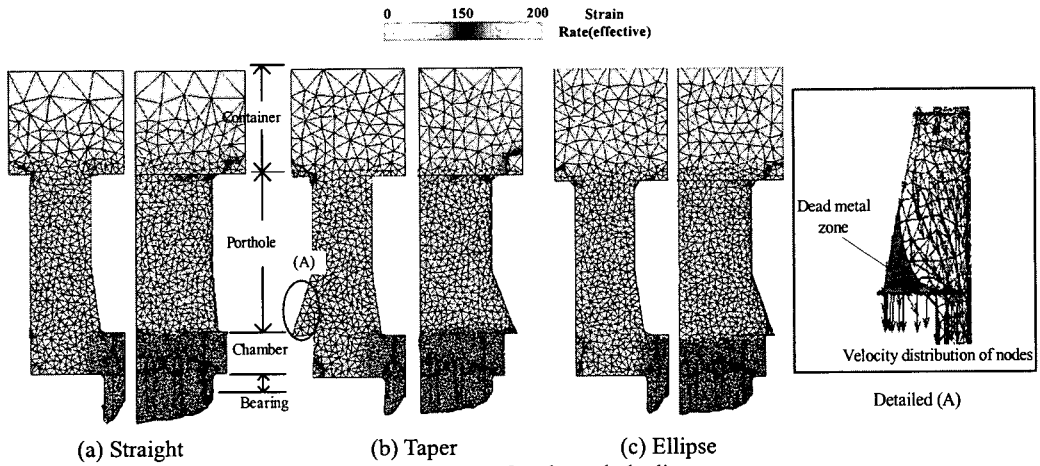 0 150 200 Strain
Rate(effective)
Container
Porthole
(A)
Chamber
Bearing
Dead metal
zone
Velocity distribution of nodes
Detailed (A)
(a) Straight
(b) Taper
(c) Ellipse